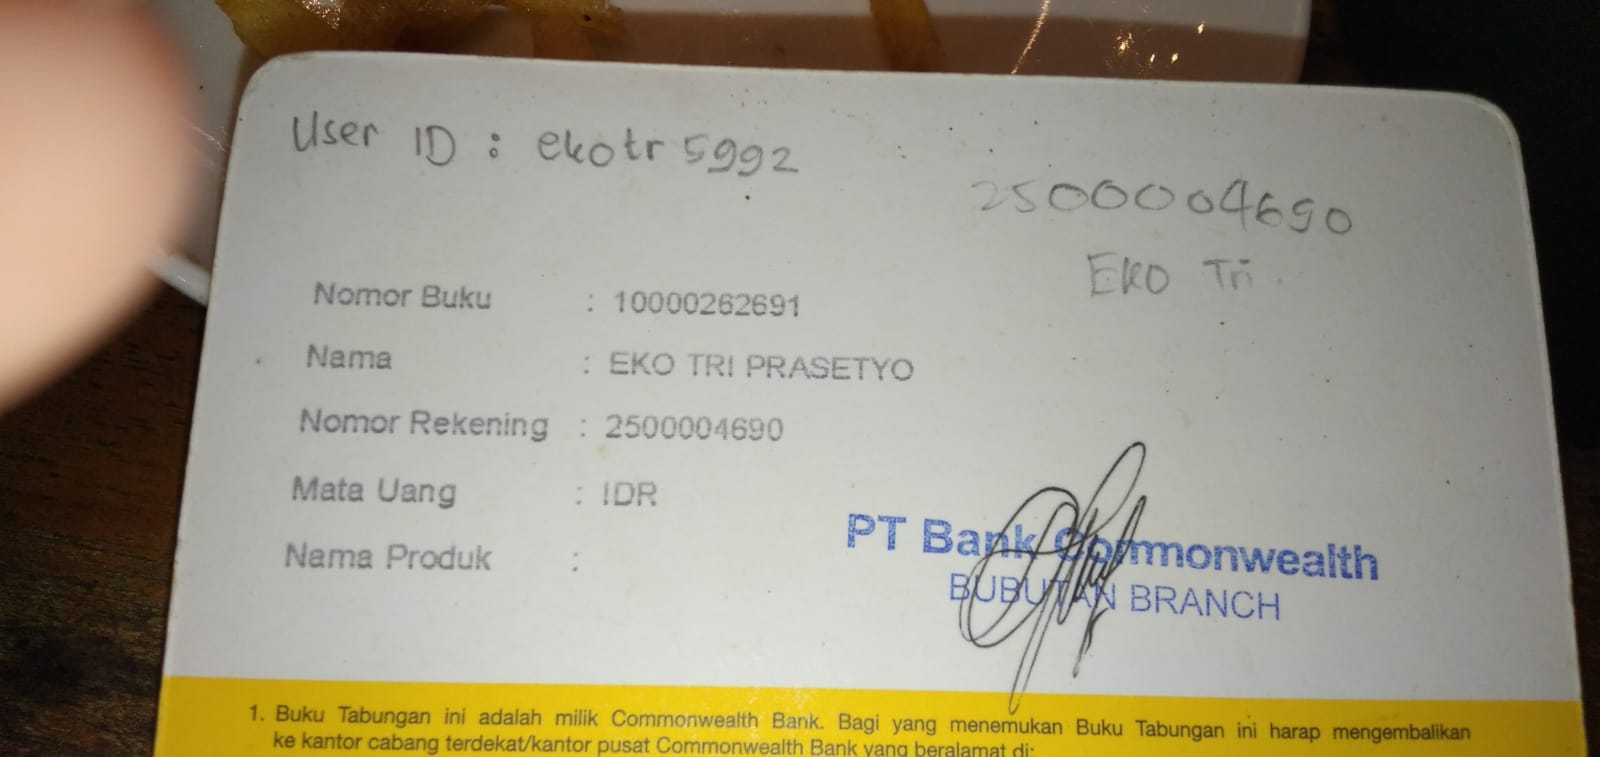 User ID : ekotr5992
2500004690
Eko Tri.
Nomor Buku : 10000262691
Nama : EKO TRI PRASETYO
Nomor Rekening : 2500004690
Mata Uang : IDR
Nama Produk :
PT Bank Commonwealth
BUBUTAN BRANCH
1. Buku Tabungan ini adalah milik Commonwealth Bank. Bagi yang menemukan Buku Tabungan ini harap mengembalikan
ke kantor cabang terdekat/kantor pusat Commonwealth Bank yang beralamat di: